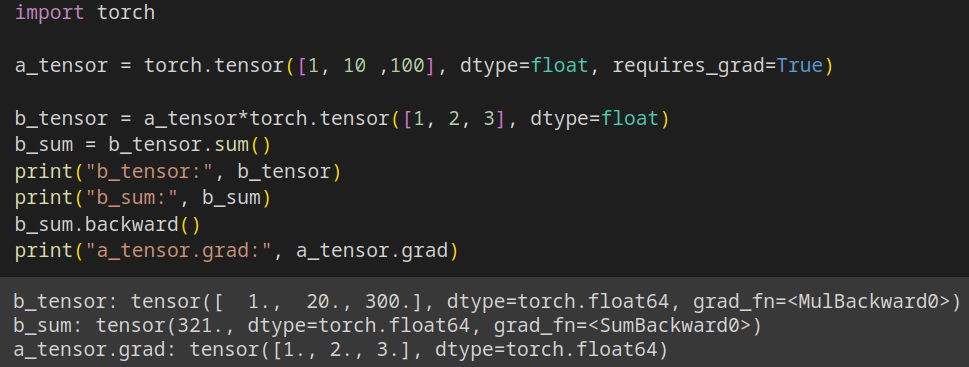 import torch
a_tensor = torch.tensor([1, 10 ,100], dtype=float, requires_grad=True)
b_tensor = a_tensor*torch.tensor([1, 2, 3], dtype=float)
b_sum = b_tensor.sum()
print("b_tensor:", b_tensor)
print("b_sum:", b_sum)
b_sum.backward()
print("a_tensor.grad:", a_tensor.grad)
b_tensor: tensor([  1.,  20., 300.], dtype=torch.float64, grad_fn=<MulBackward0>)
b_sum: tensor(321., dtype=torch.float64, grad_fn=<SumBackward0>)
a_tensor.grad: tensor([1., 2., 3.], dtype=torch.float64)